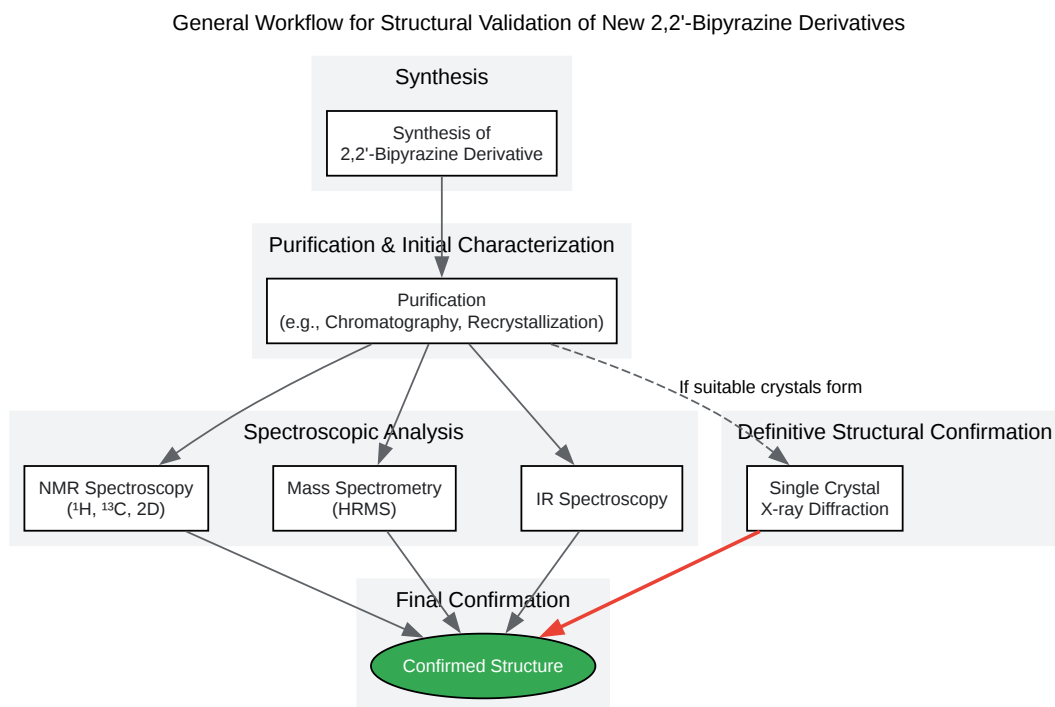 General Workflow for Structural Validation of New 2,2'-Bipyrazine Derivatives
Synthesis
Synthesis of
2,2'-Bipyrazine Derivative
Purification & Initial Characterization
Purification
(e.g., Chromatography, Recrystallization)
If suitable crystals form
Spectroscopic Analysis
Definitive Structural Confirmation
NMR Spectroscopy
(¹H, ¹³C, 2D)
Mass Spectrometry
(HRMS)
IR Spectroscopy
Single Crystal
X-ray Diffraction
Final Confirmation
Confirmed Structure